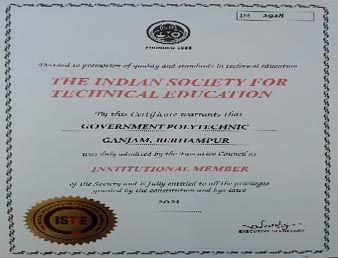 IM 2928
Devoted to promotion of quality and standards in technical education
THE INDIAN SOCIETY FOR
TECHNICAL EDUCATION
By this Certificate warrants that
GOVERNMENT POLYTECHNIC
GANJAM, BERHAMPUR
was duly admitted by the Executive Council as
INSTITUTIONAL MEMBER
of the Society and is fully entitled to all the privileges
granted by the constitution and bye-laws
2021
EXECUTIVE SECRETARY
ISTE